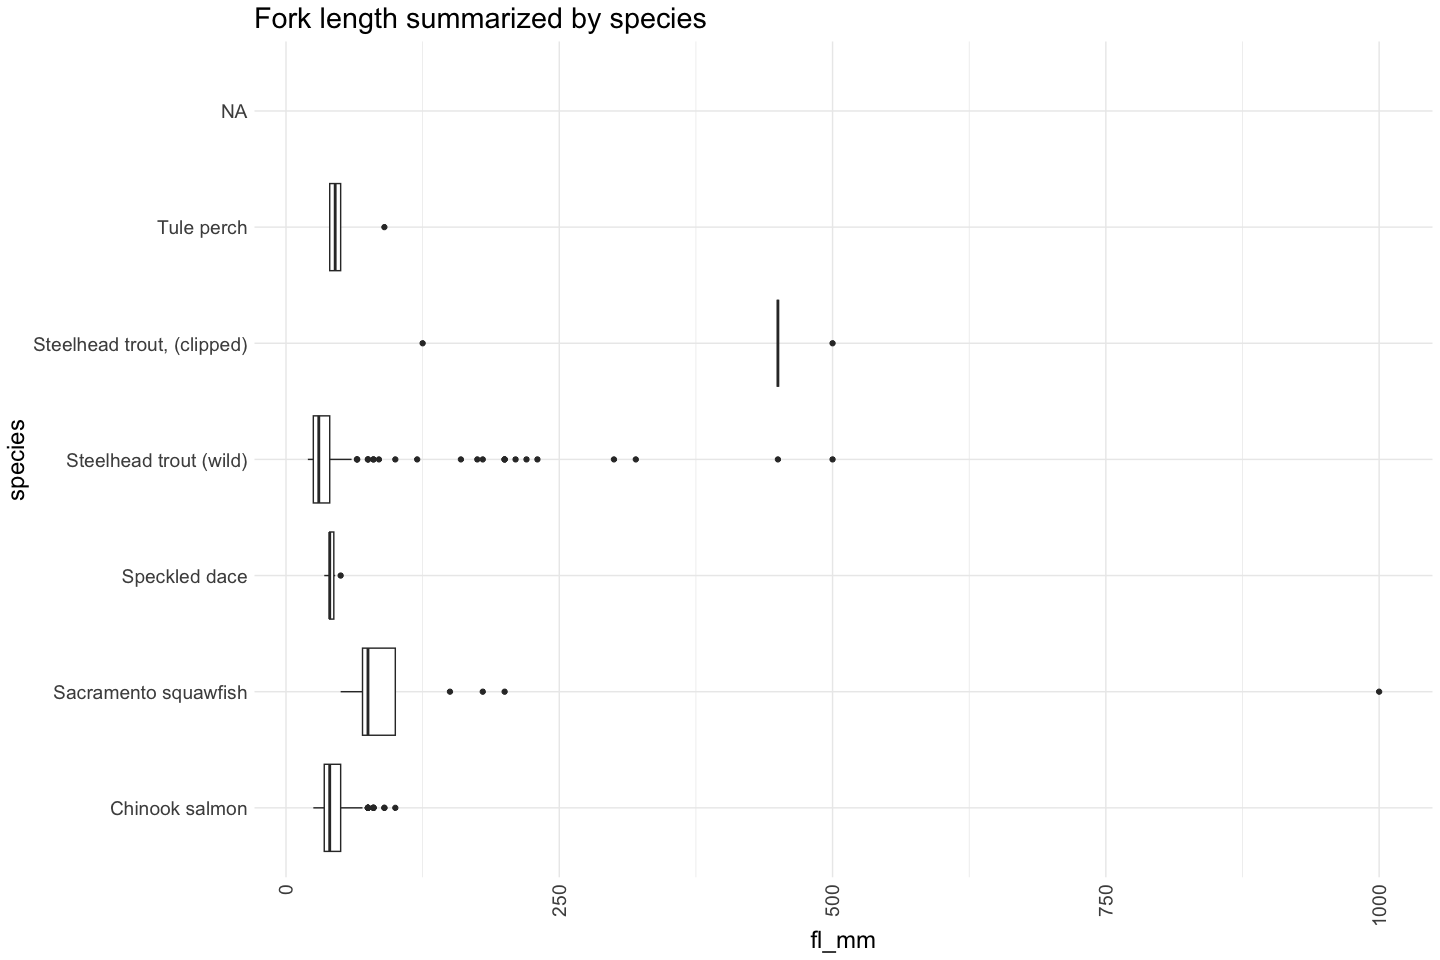 Fork length summarized by species
NA
Tule perch
Steelhead trout, (clipped)
Steelhead trout (wild)
Speckled dace
Sacramento squawfish
Chinook salmon
species
0
250
500
750
1000
fl_mm